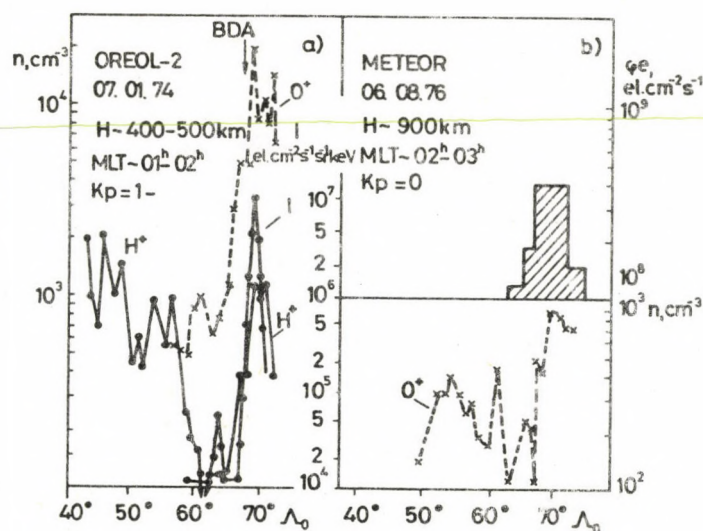 BDA
a)
b)
n,cm⁻³
OREOL-2
07. 01. 74
H~400-500km
MLT~01ʰ-02ʰ
Kp=1-
METEOR
06. 08. 76
H~900km
MLT~02ʰ-03ʰ
Kp=0
φe,
el.cm⁻²s⁻¹
O⁺
I
[el.cm⁻²s⁻¹s⁻¹keV
10⁴
10³
H⁺
I
H⁺
10⁷
5
2
10⁶
5
2
10⁵
5
2
10⁴
10⁹
10⁸
10³ n,cm⁻³
10²
O⁺
40° 50° 60° 70° Λ₀
50° 60° 70° Λ₀